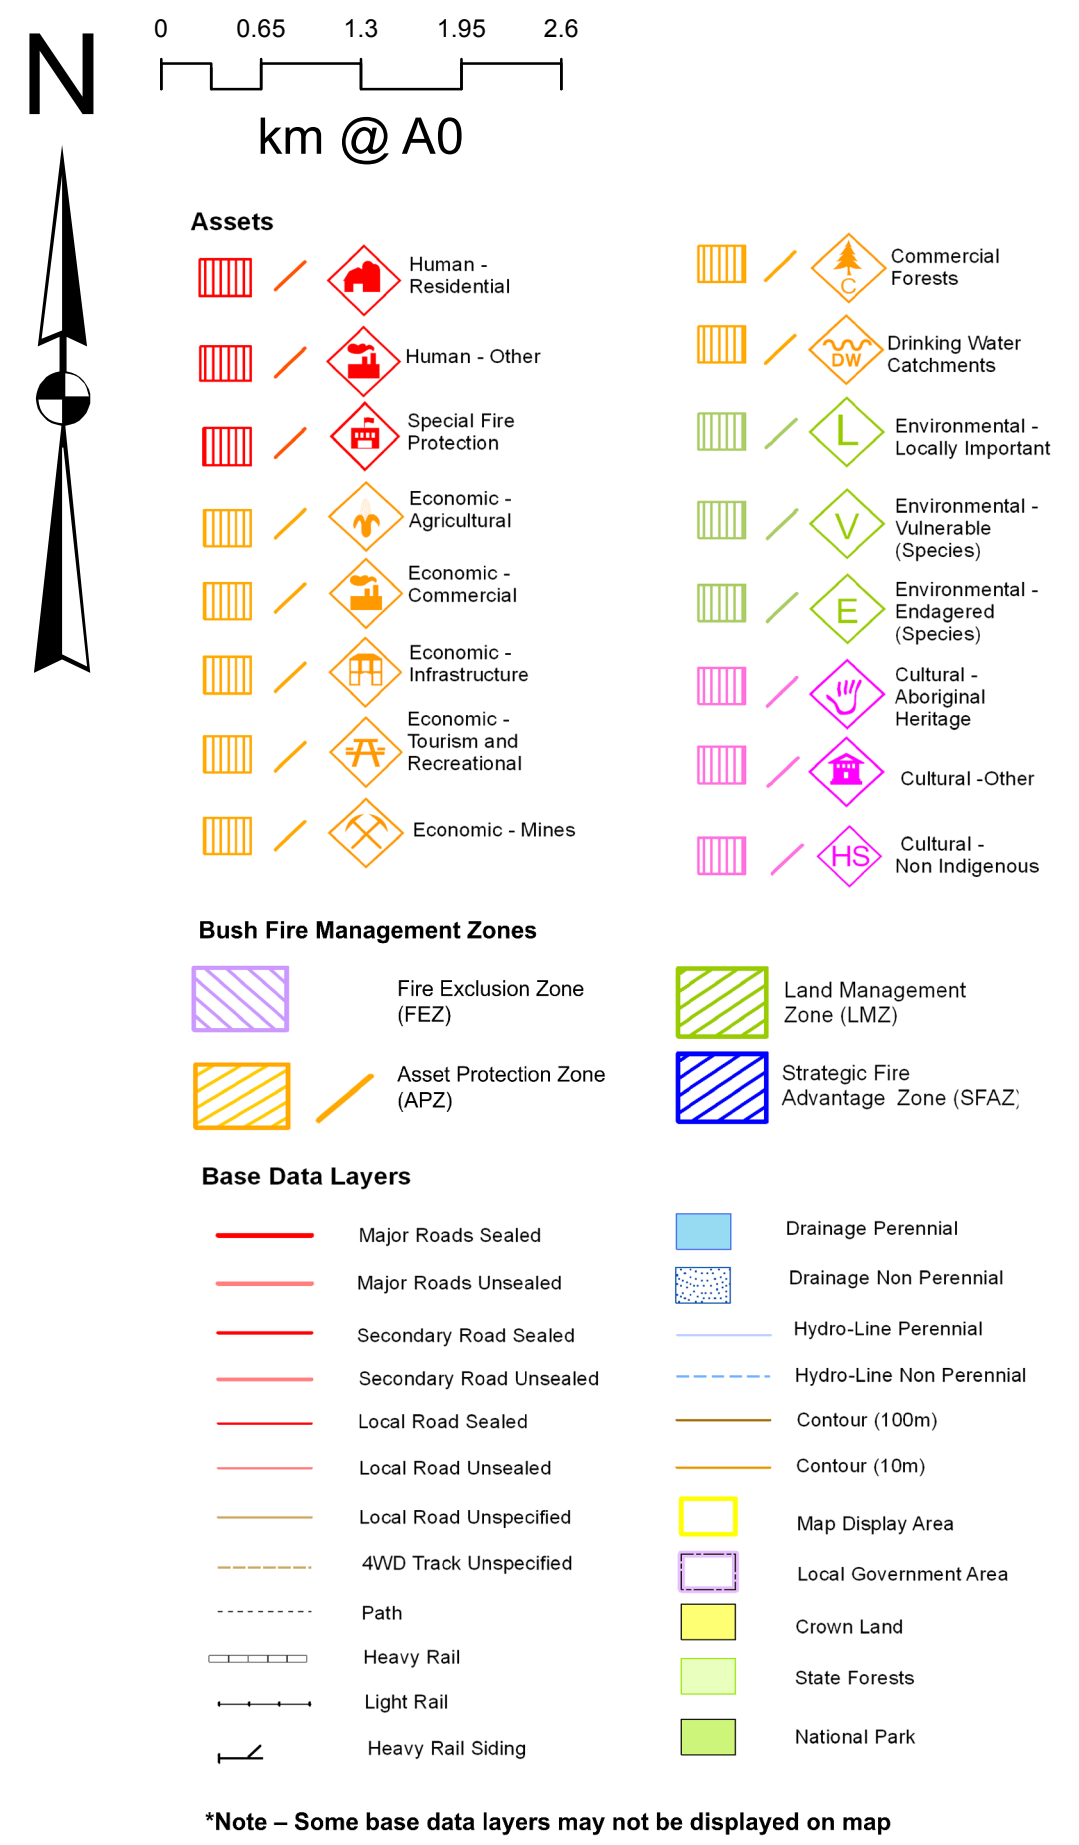 N
0 0.65 1.3 1.95 2.6
km @ A0
Assets
Human -
Residential
Human - Other
Special Fire
Protection
Economic -
Agricultural
Economic -
Commercial
Economic -
Infrastructure
Economic -
Tourism and
Recreational
Economic - Mines
C
Commercial
Forests
DW
Drinking Water
Catchments
L
Environmental -
Locally Important
V
Environmental -
Vulnerable
(Species)
E
Environmental -
Endagered
(Species)
Cultural -
Aboriginal
Heritage
Cultural -Other
HS
Cultural -
Non Indigenous
Bush Fire Management Zones
Fire Exclusion Zone
(FEZ)
Asset Protection Zone
(APZ)
Land Management
Zone (LMZ)
Strategic Fire
Advantage Zone (SFAZ)
Base Data Layers
Major Roads Sealed
Major Roads Unsealed
Secondary Road Sealed
Secondary Road Unsealed
Local Road Sealed
Local Road Unsealed
Local Road Unspecified
4WD Track Unspecified
Path
Heavy Rail
Light Rail
Heavy Rail Siding
Drainage Perennial
Drainage Non Perennial
Hydro-Line Perennial
Hydro-Line Non Perennial
Contour (100m)
Contour (10m)
Map Display Area
Local Government Area
Crown Land
State Forests
National Park
*Note – Some base data layers may not be displayed on map